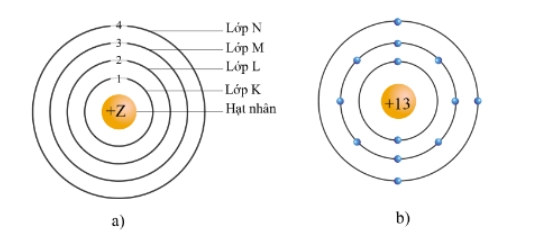 4
Lớp N
3
Lớp M
2
Lớp L
1
Lớp K
+Z
Hạt nhân
a)
+13
b)